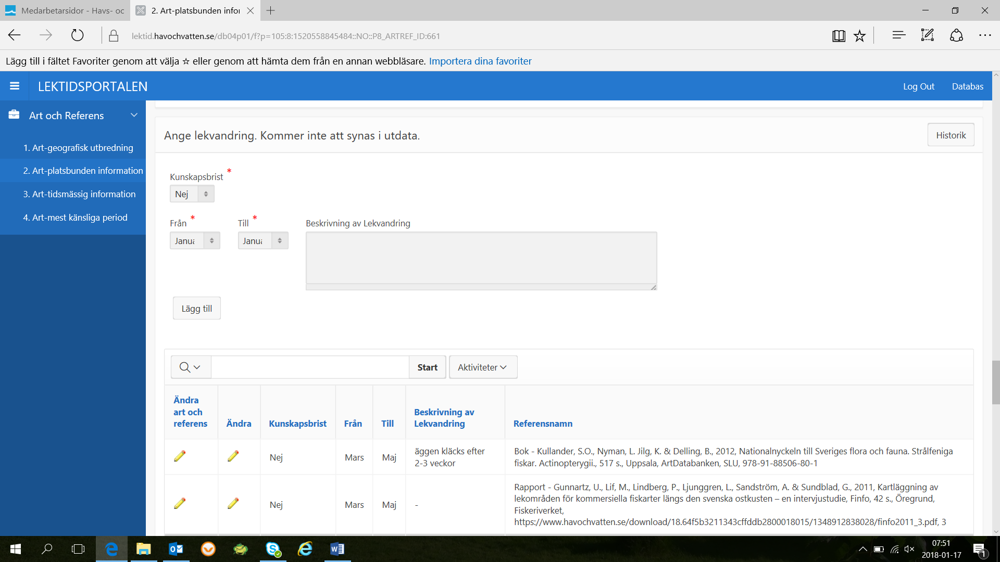 Medarbetarsidor - Havs- oc
2. Art-platsbunden infor
lektid.havochvatten.se/db04p01/f?p=105:8:1520558845484::NO::P8_ARTREF_ID:661
Lägg till i fältet Favoriter genom att välja ☆ eller genom att hämta dem från en annan webbläsare. Importera dina favoriter
LEKTIDSPORTALEN
Log Out
Databas
Art och Referens
1. Art-geografisk utbredning
2. Art-platsbunden information
3. Art-tidsmässig information
4. Art-mest känsliga period
Ange lekvandring. Kommer inte att synas i utdata.
Historik
Kunskapsbrist *
Nej
Från * Till * Beskrivning av Lekvandring
Janua Janua
Lägg till
Start
Aktiviteter
Ändra art och referens Ändra Kunskapsbrist Från Till Beskrivning av Lekvandring Referensnamn
Nej Mars Maj
äggen kläcks efter
2-3 veckor
Bok - Kullander, S.O., Nyman, L. Jilg, K. & Delling, B., 2012, Nationalnyckeln till Sveriges flora och fauna. Strålfeniga
fiskar. Actinopterygii., 517 s., Uppsala, ArtDatabanken, SLU, 978-91-88506-80-1
Nej Mars Maj -
Rapport - Gunnartz, U., Lif, M., Lindberg, P., Ljunggren, L., Sandström, A. & Sundblad, G., 2011, Kartläggning av
lekområden för kommersiella fiskarter längs den svenska ostkusten – en intervjustudie, Finfo, 42 s., Öregrund,
Fiskeriverket,
https://www.havochvatten.se/download/18.64f5b3211343cffddb2800018015/1348912838028/finfo2011_3.pdf, 3
07:51
2018-01-17
1